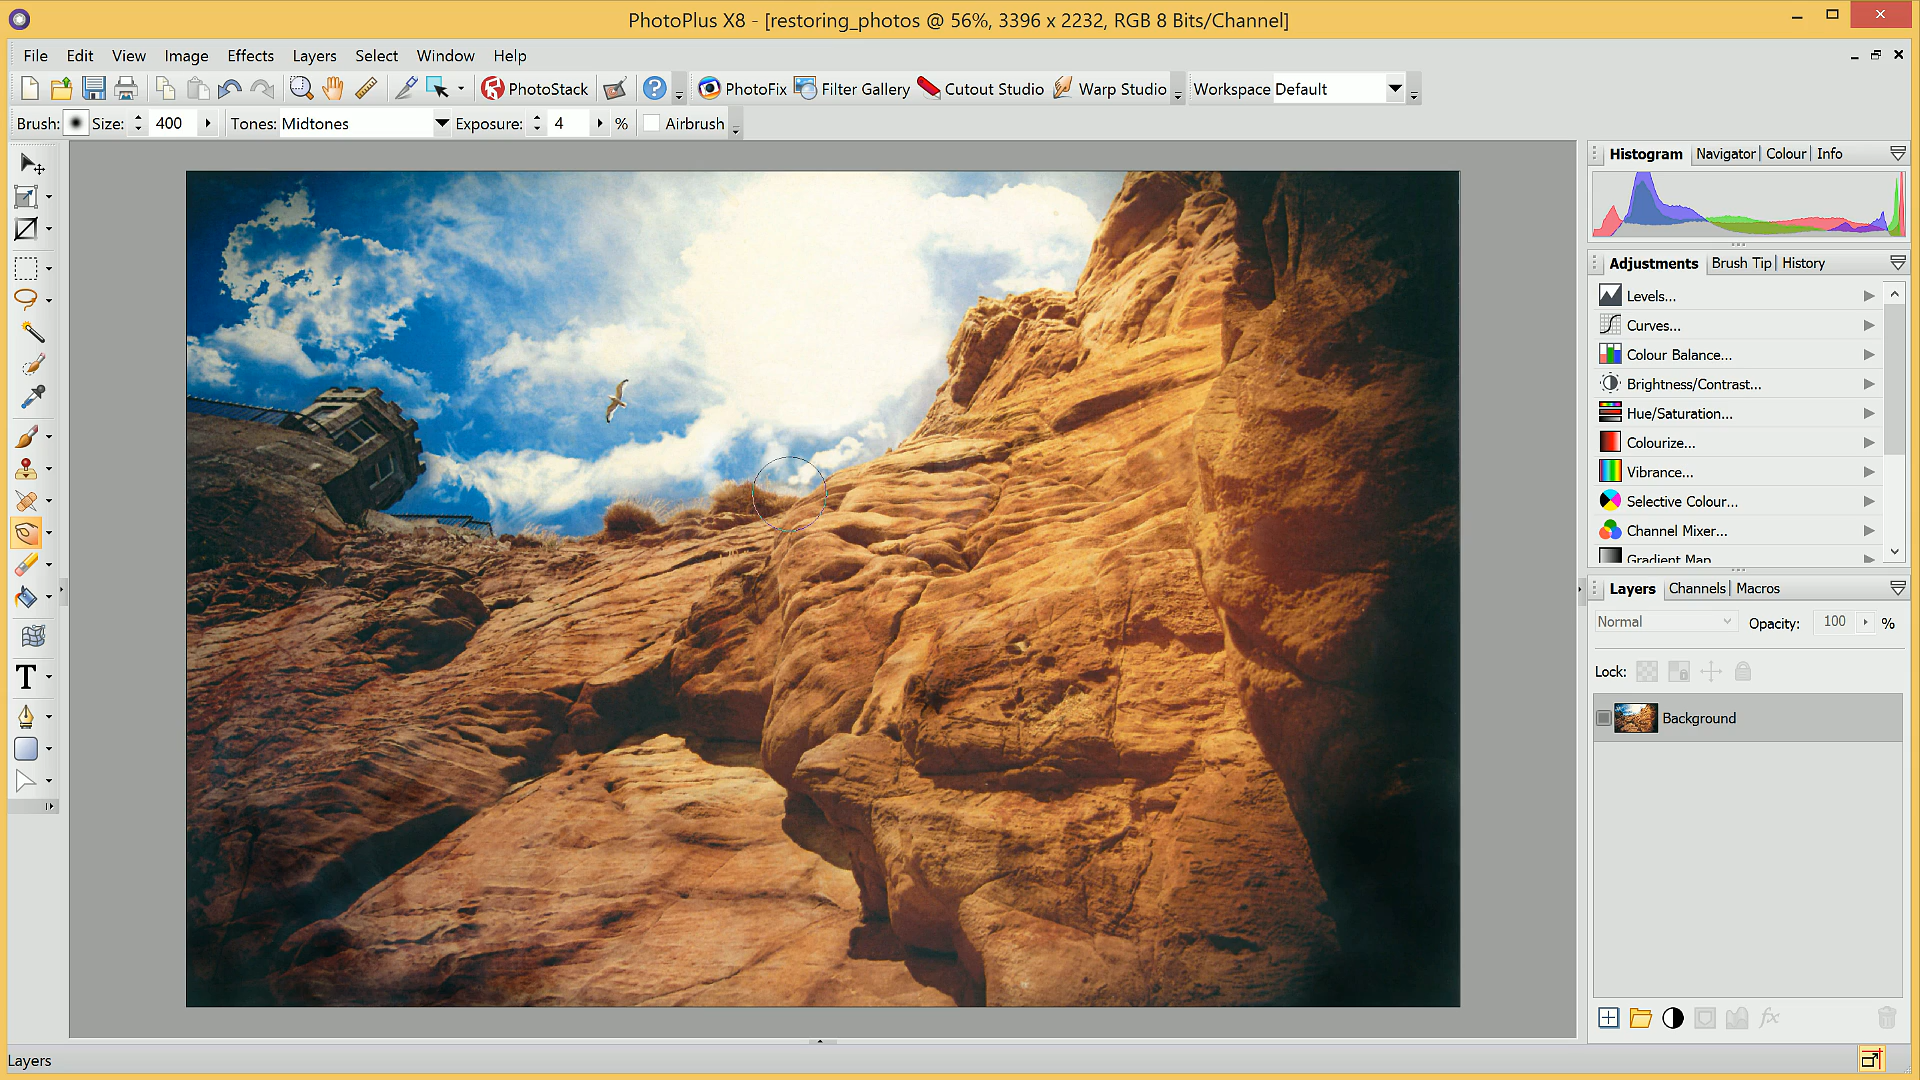 PhotoPlus X8 - [restoring_photos @ 56%, 3396 x 2232, RGB 8 Bits/Channel]
File Edit View Image Effects Layers Select Window Help
PhotoStack PhotoFix Filter Gallery Cutout Studio Warp Studio Workspace Default
Brush: Size: 400 Tones: Midtones Exposure: 4 % Airbrush
Histogram Navigator Colour Info
Adjustments Brush Tip History
Levels...
Curves...
Colour Balance...
Brightness/Contrast...
Hue/Saturation...
Colourize...
Vibrance...
Selective Colour...
Channel Mixer...
Gradient Map
Layers Channels Macros
Normal Opacity: 100 %
Lock:
Background
Layers